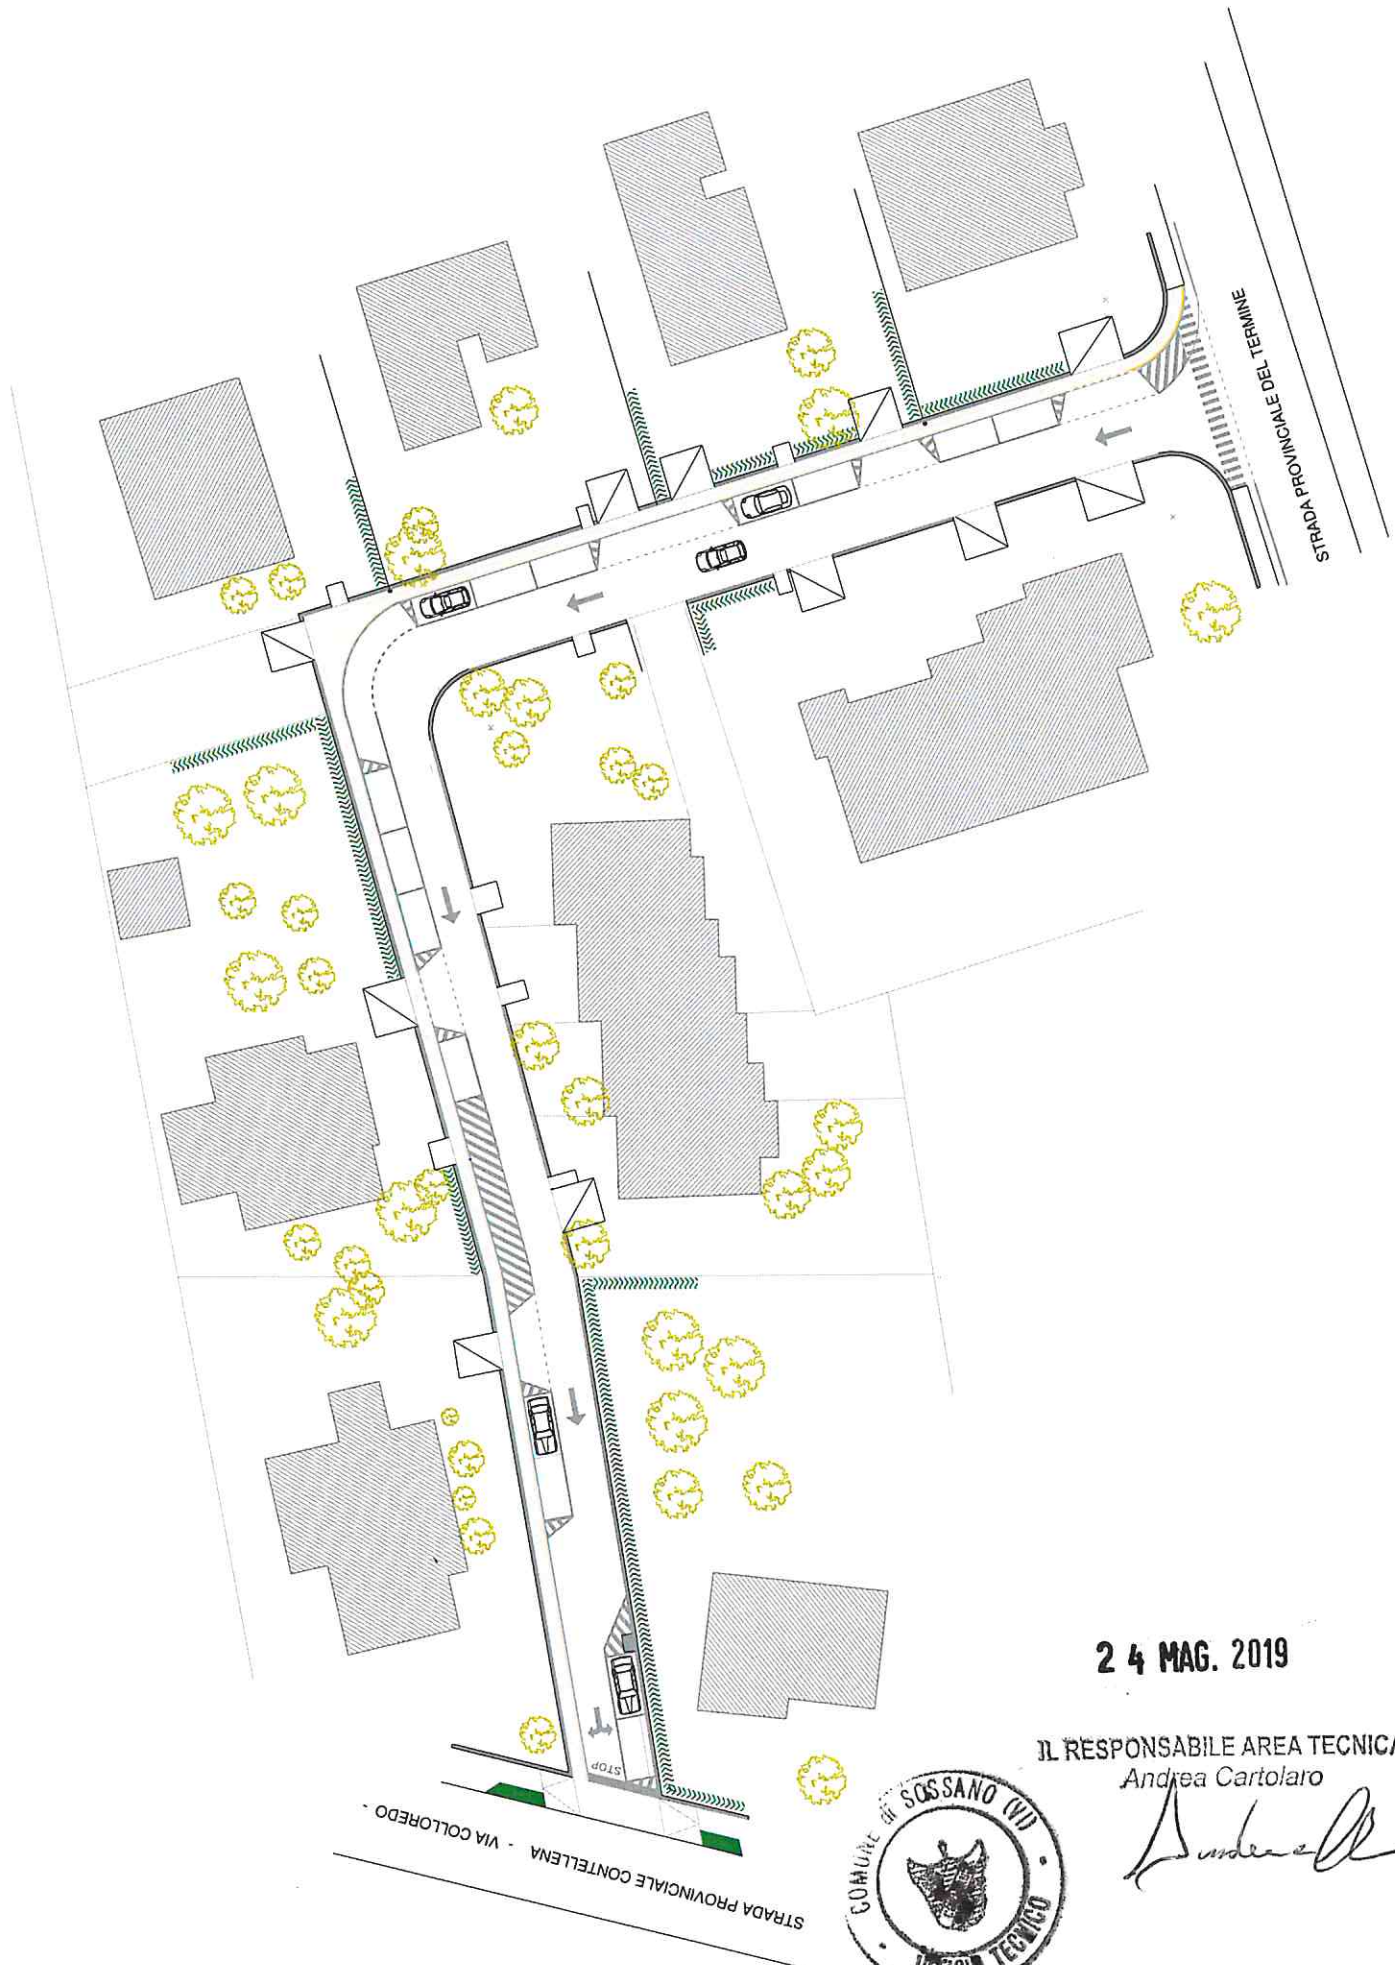 STRADA PROVINCIALE DEL TERMINE
STOP
STRADA PROVINCIALE CONTELLENA - VIA COLLOREDO -
2 4 MAG. 2019
IL RESPONSABILE AREA TECNICA
Andrea Cartolaro
COMUNE di SOSSANO (VI)
TECNICO